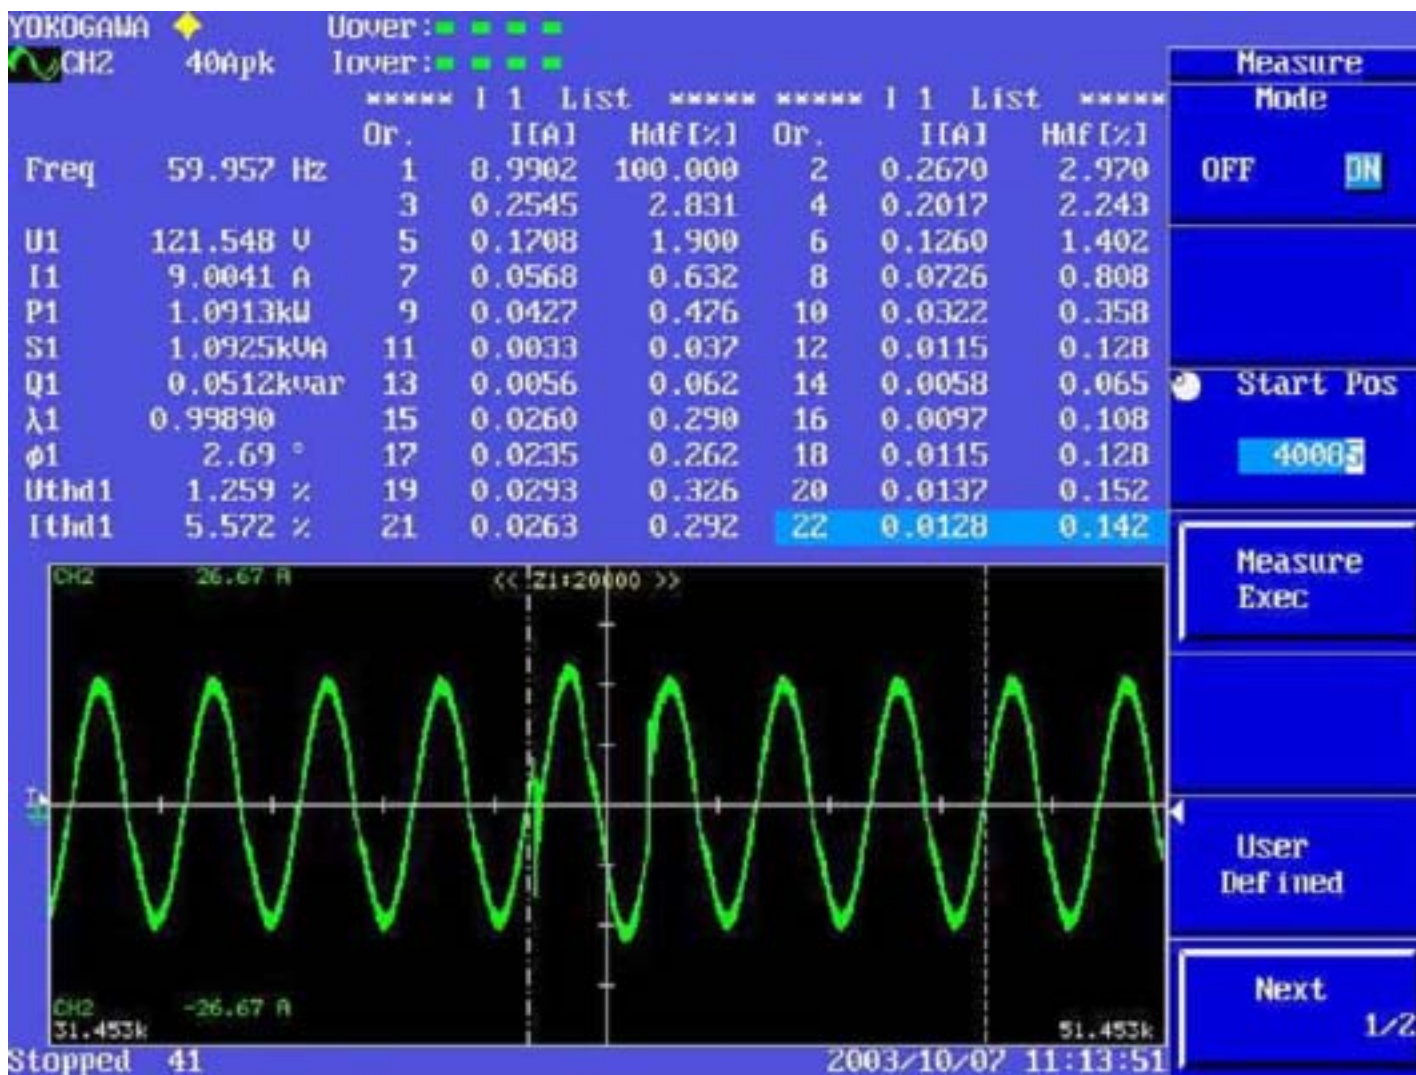 YOKOGAWA Uover:
CH2 40Apk Iover:
***** I 1 List ***** ***** I 1 List *****
Or. I[A] Hdf[%] Or. I[A] Hdf[%]
Freq 59.957 Hz 1 8.9902 100.000 2 0.2670 2.970
3 0.2545 2.831 4 0.2017 2.243
U1 121.548 V 5 0.1708 1.900 6 0.1260 1.402
I1 9.0041 A 7 0.0568 0.632 8 0.0726 0.808
P1 1.0913kW 9 0.0427 0.476 10 0.0322 0.358
S1 1.0925kVA 11 0.0033 0.037 12 0.0115 0.128
Q1 0.0512kvar 13 0.0056 0.062 14 0.0058 0.065
λ1 0.99890 15 0.0260 0.290 16 0.0097 0.108
ø1 2.69 ° 17 0.0235 0.262 18 0.0115 0.128
Uthd1 1.259 % 19 0.0293 0.326 20 0.0137 0.152
Ithd1 5.572 % 21 0.0263 0.292 22 0.0128 0.142
CH2 26.67 A << Z1:20000 >>
CH2 -26.67 A
31.453k 51.453k
Stopped 41 2003/10/07 11:13:51
Measure
Mode
OFF ON
Start Pos
40085
Measure
Exec
User
Defined
Next
1/2